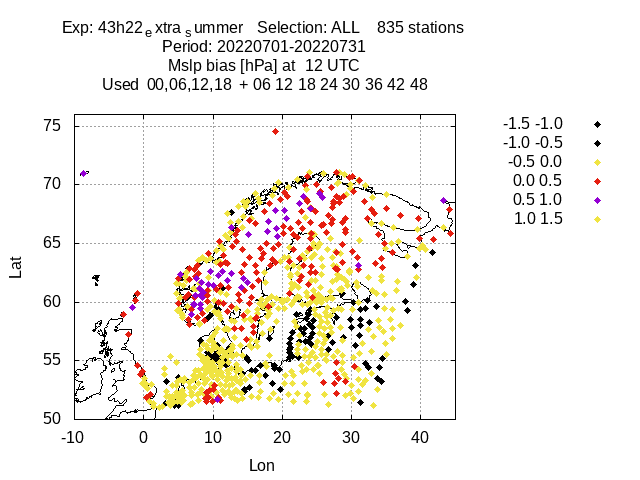 Exp: 43h22extrasummer Selection: ALL 835 stations
Period: 20220701-20220731
Mslp bias [hPa] at 12 UTC
Used 00,06,12,18 + 06 12 18 24 30 36 42 48
-1.5 -1.0
-1.0 -0.5
-0.5 0.0
0.0 0.5
0.5 1.0
1.0 1.5
75
70
65
60
55
50
Lat
-10 0 10 20 30 40
Lon